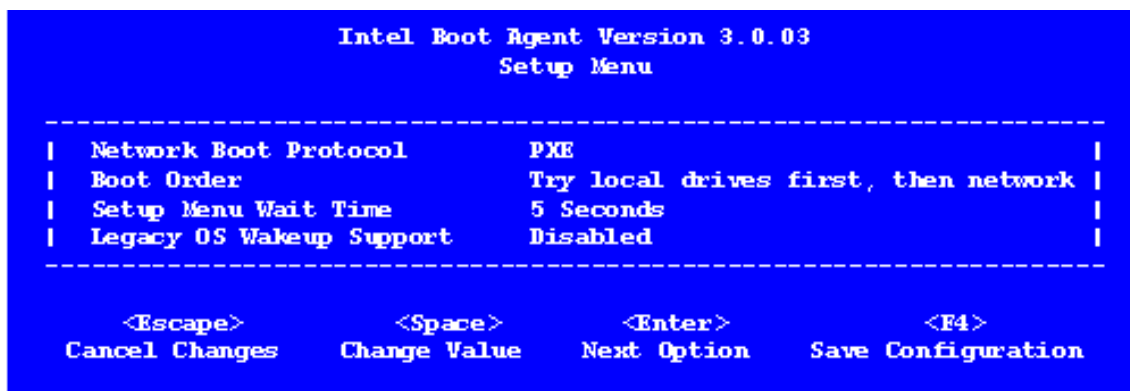 Intel Boot Agent Version 3.0.03
Setup Menu
Network Boot Protocol PXE
Boot Order Try local drives first, then network
Setup Menu Wait Time 5 Seconds
Legacy OS Wakeup Support Disabled
<Escape> <Space> <Enter> <F4>
Cancel Changes Change Value Next Option Save Configuration